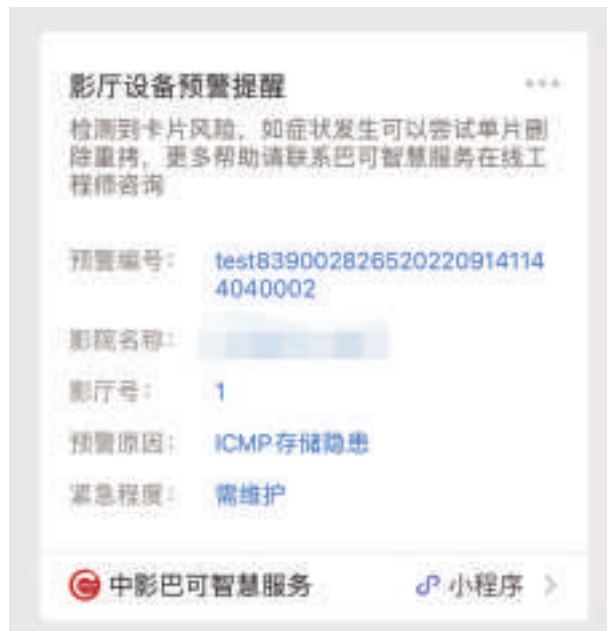 影厅设备预警提醒
检测到卡片风险，如症状发生可以尝试单片删
除重拷，更多帮助请联系巴可智慧服务在线工
程师咨询
预警编号： test839002826520220914114
4040002
影院名称：
影厅号： 1
预警原因： ICMP存储隐患
紧急程度： 需维护
中影巴可智慧服务 小程序